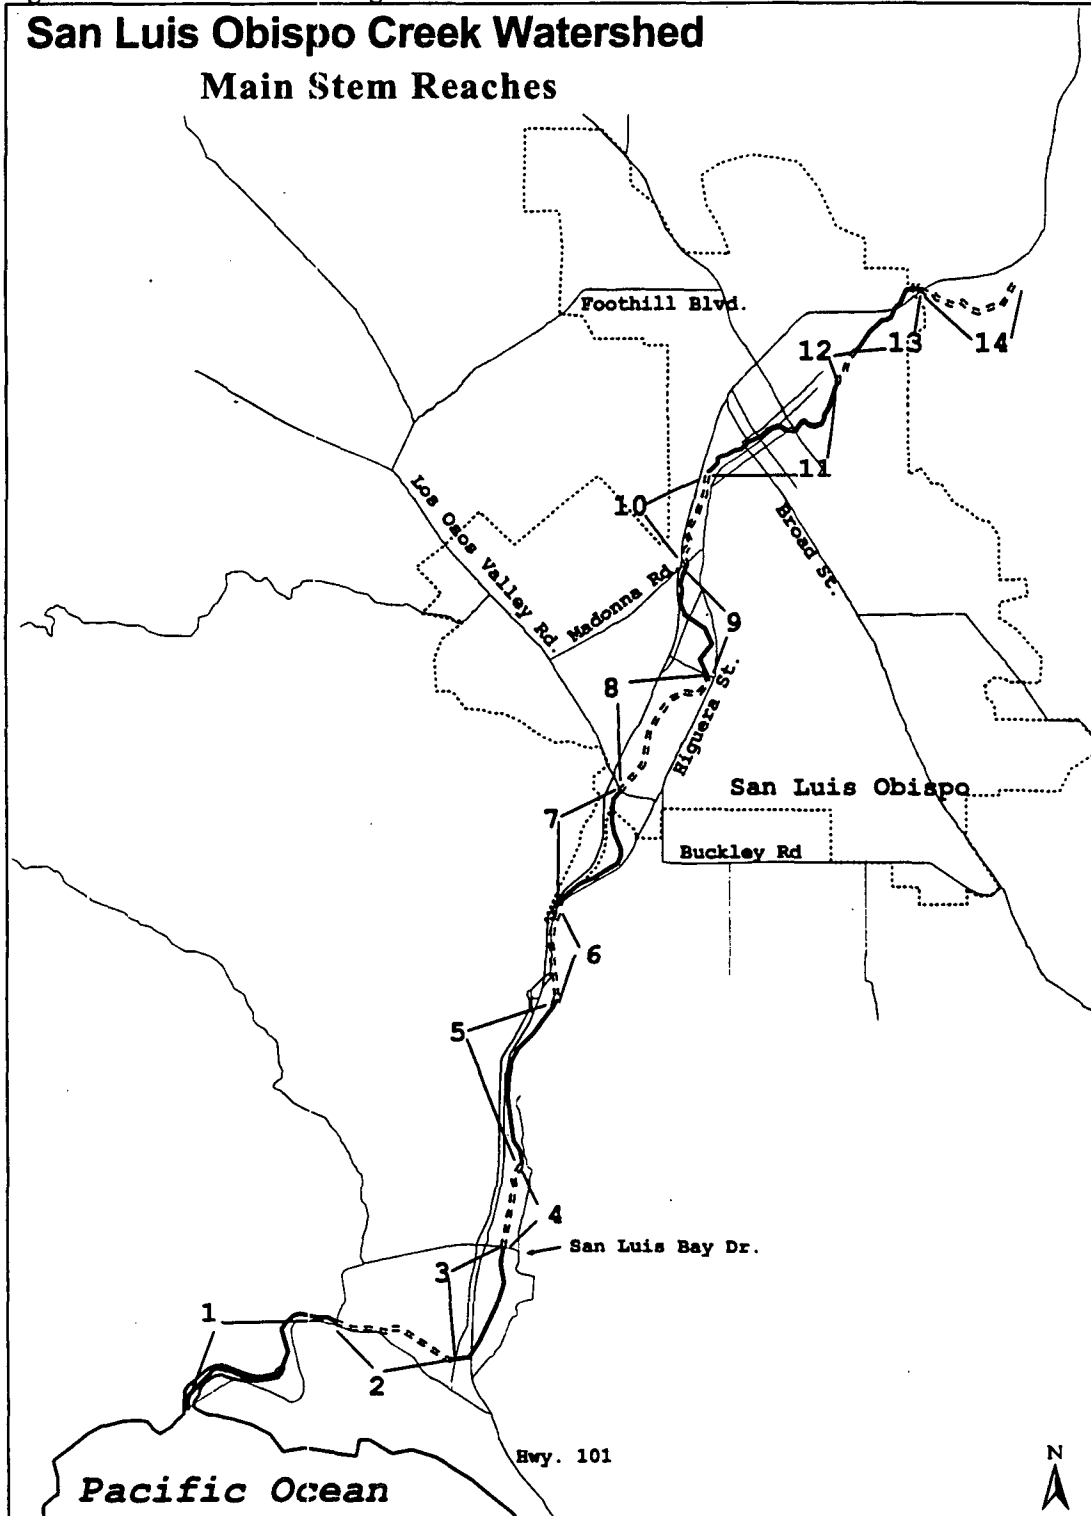 San Luis Obispo Creek Watershed
Main Stem Reaches
Foothill Blvd.
12
13
14
11
10
Los Osos Valley Rd.
Broad St.
Madonna Rd.
9
8
Higuera St.
San Luis Obispo
7
Buckley Rd
6
5
4
San Luis Bay Dr.
3
1
2
Hwy. 101
N
Pacific Ocean